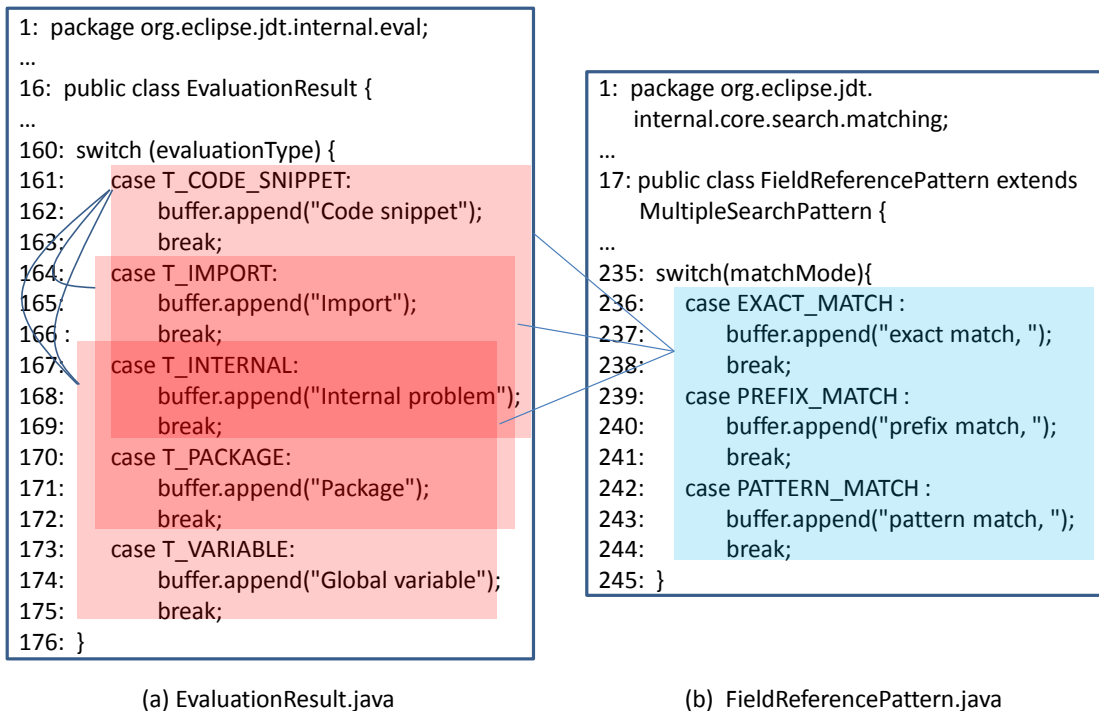 1: package org.eclipse.jdt.internal.eval;
...
16: public class EvaluationResult {
...
160: switch (evaluationType) {
161: case T_CODE_SNIPPET:
162: buffer.append("Code snippet");
163: break;
164: case T_IMPORT:
165: buffer.append("Import");
166 : break;
167: case T_INTERNAL:
168: buffer.append("Internal problem");
169: break;
170: case T_PACKAGE:
171: buffer.append("Package");
172: break;
173: case T_VARIABLE:
174: buffer.append("Global variable");
175: break;
176: }
(a) EvaluationResult.java
1: package org.eclipse.jdt.
internal.core.search.matching;
...
17: public class FieldReferencePattern extends
MultipleSearchPattern {
...
235: switch(matchMode){
236: case EXACT_MATCH :
237: buffer.append("exact match, ");
238: break;
239: case PREFIX_MATCH :
240: buffer.append("prefix match, ");
241: break;
242: case PATTERN_MATCH :
243: buffer.append("pattern match, ");
244: break;
245: }
(b) FieldReferencePattern.java